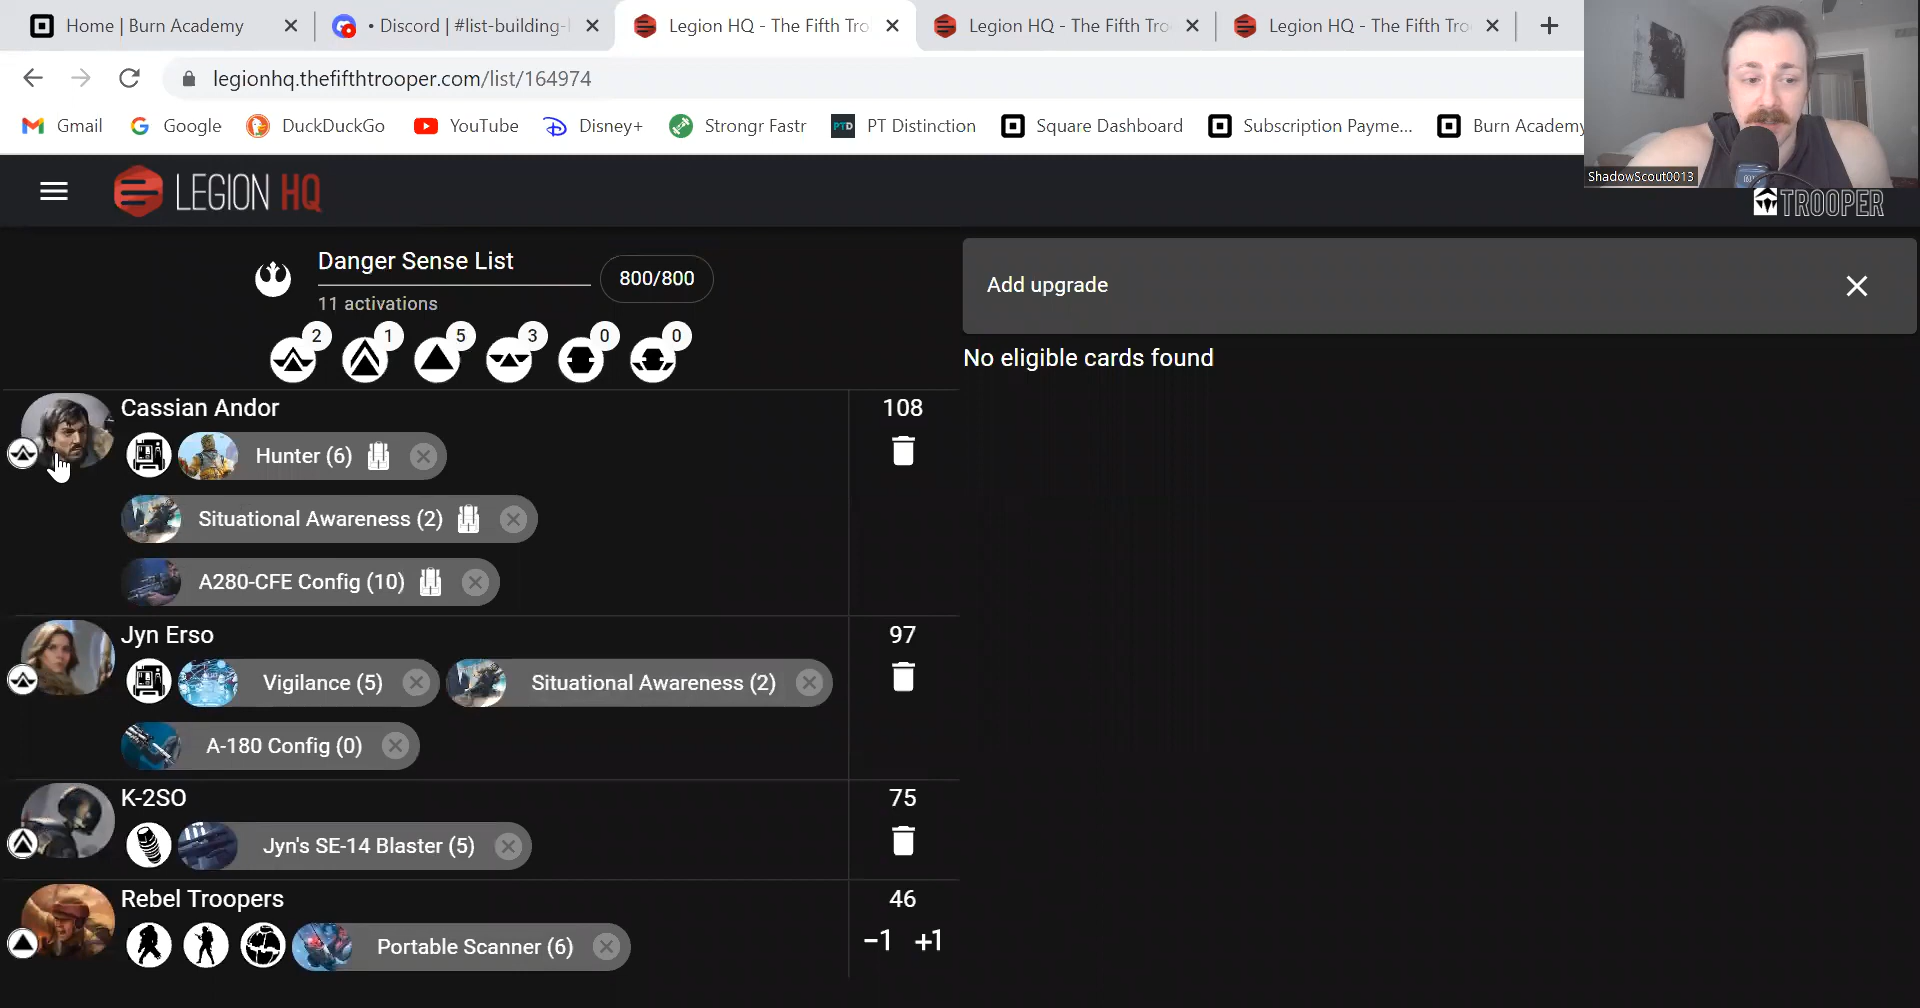 Home | Burn Academy
• Discord | #list-building-
Legion HQ - The Fifth Tro
Legion HQ - The Fifth Tro
Legion HQ - The Fifth Tro
legionhq.thefifthtrooper.com/list/164974
Gmail
Google
DuckDuckGo
YouTube
Disney+
Strongr Fastr
PTD
PT Distinction
Square Dashboard
Subscription Payme...
Burn Academy
ShadowScout0013
LEGION HQ
TROOPER
Danger Sense List
800/800
11 activations
2
1
5
3
0
0
Add upgrade
No eligible cards found
Cassian Andor
108
Hunter (6)
Situational Awareness (2)
A280-CFE Config (10)
Jyn Erso
97
Vigilance (5)
Situational Awareness (2)
A-180 Config (0)
K-2SO
75
Jyn's SE-14 Blaster (5)
Rebel Troopers
46
Portable Scanner (6)
−1 +1